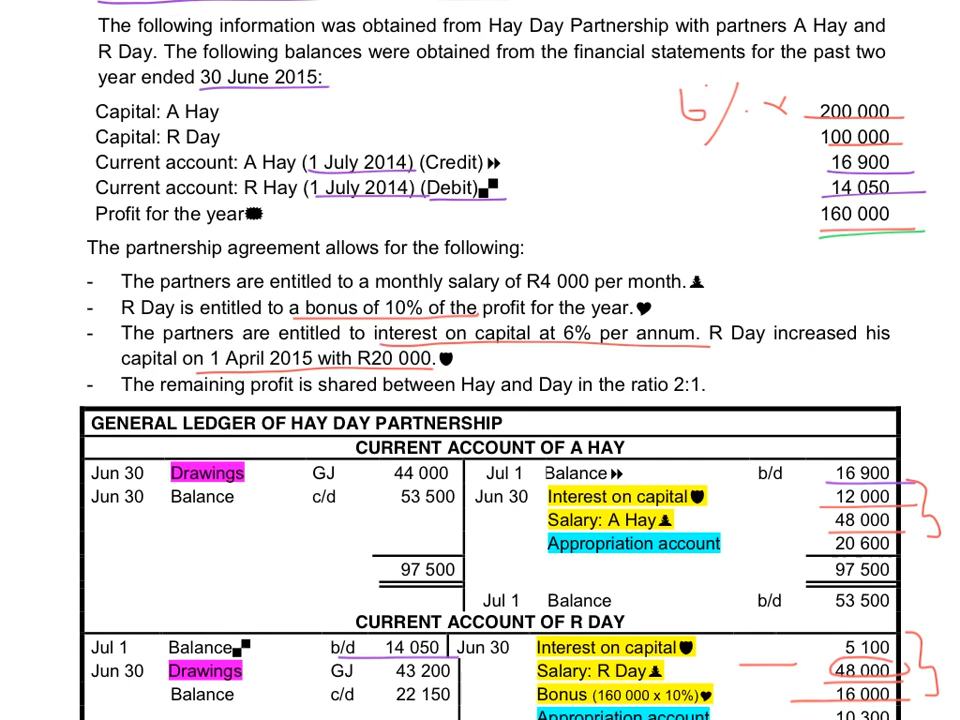 The following information was obtained from Hay Day Partnership with partners A Hay and
R Day. The following balances were obtained from the financial statements for the past two
year ended 30 June 2015:
6%
Capital: A Hay 200 000
Capital: R Day 100 000
Current account: A Hay (1 July 2014) (Credit) 16 900
Current account: R Hay (1 July 2014) (Debit) 14 050
Profit for the year 160 000
The partnership agreement allows for the following:
- The partners are entitled to a monthly salary of R4 000 per month.
- R Day is entitled to a bonus of 10% of the profit for the year.
- The partners are entitled to interest on capital at 6% per annum. R Day increased his
capital on 1 April 2015 with R20 000.
- The remaining profit is shared between Hay and Day in the ratio 2:1.
GENERAL LEDGER OF HAY DAY PARTNERSHIP
CURRENT ACCOUNT OF A HAY
Jun 30 Drawings GJ 44 000 Jul 1 Balance b/d 16 900
Jun 30 Balance c/d 53 500 Jun 30 Interest on capital 12 000
Salary: A Hay 48 000
Appropriation account 20 600
97 500 97 500
Jul 1 Balance b/d 53 500
CURRENT ACCOUNT OF R DAY
Jul 1 Balance b/d 14 050 Jun 30 Interest on capital 5 100
Jun 30 Drawings GJ 43 200 Salary: R Day 48 000
Balance c/d 22 150 Bonus (160 000 x 10%) 16 000
Appropriation account 10 300